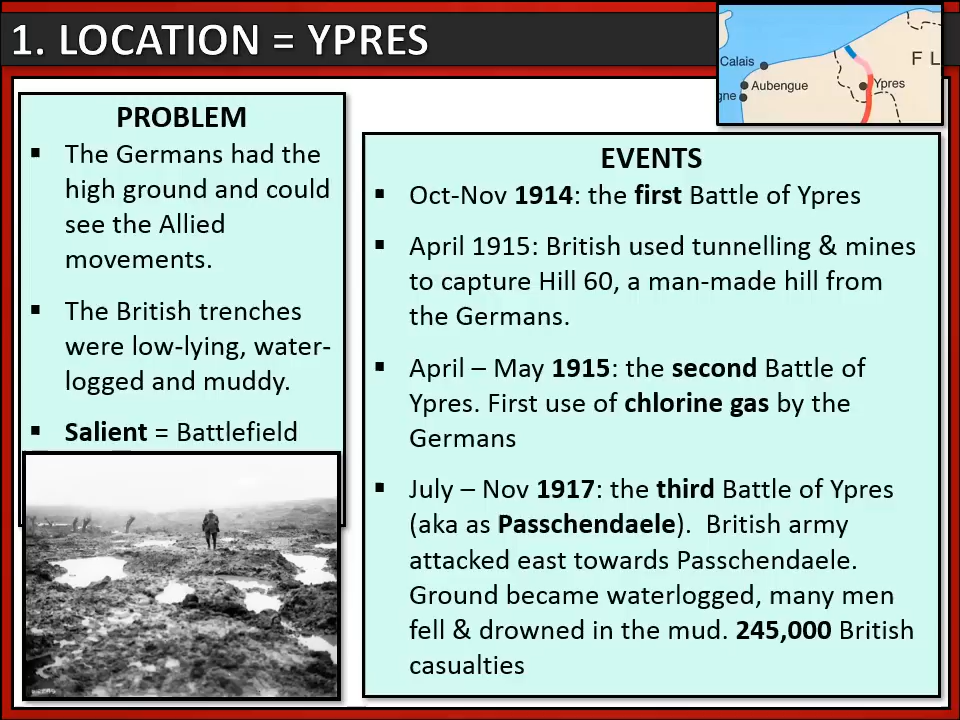 1. LOCATION = YPRES
Calais
Aubengue
gne
Ypres
F L
PROBLEM
▪ The Germans had the
high ground and could
see the Allied
movements.
▪ The British trenches
were low-lying, water-
logged and muddy.
▪ Salient = Battlefield
EVENTS
▪ Oct-Nov 1914: the first Battle of Ypres
▪ April 1915: British used tunnelling & mines
to capture Hill 60, a man-made hill from
the Germans.
▪ April – May 1915: the second Battle of
Ypres. First use of chlorine gas by the
Germans
▪ July – Nov 1917: the third Battle of Ypres
(aka as Passchendaele).  British army
attacked east towards Passchendaele.
Ground became waterlogged, many men
fell & drowned in the mud. 245,000 British
casualties